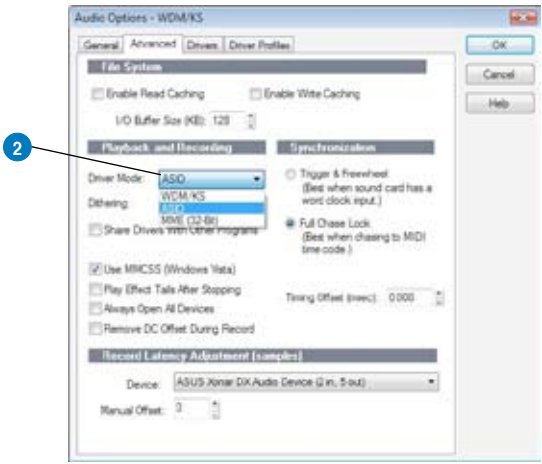 Audio Options - WDM/KS
General Advanced Drivers Driver Profiles
OK
Cancel
Help
File System
Enable Read Caching Enable Write Caching
I/O Buffer Size (KB): 128
2
Playback and Recording
Driver Mode: ASIO
WDM/KS
ASIO
MME (32-Bit)
Dithering:
Share Drivers With Other Programs
Use MMCSS (Windows Vista)
Play Effect Tails After Stopping
Always Open All Devices
Remove DC Offset During Record
Synchronization
Trigger & Freewheel
(Best when sound card has a
word clock input.)
Full Chase Lock
(Best when chasing to MIDI
time code.)
Timing Offset (msec): 0.000
Record Latency Adjustment (samples)
Device: ASUS Xonar DX Audio Device (2 in, 5 out)
Manual Offset: 3